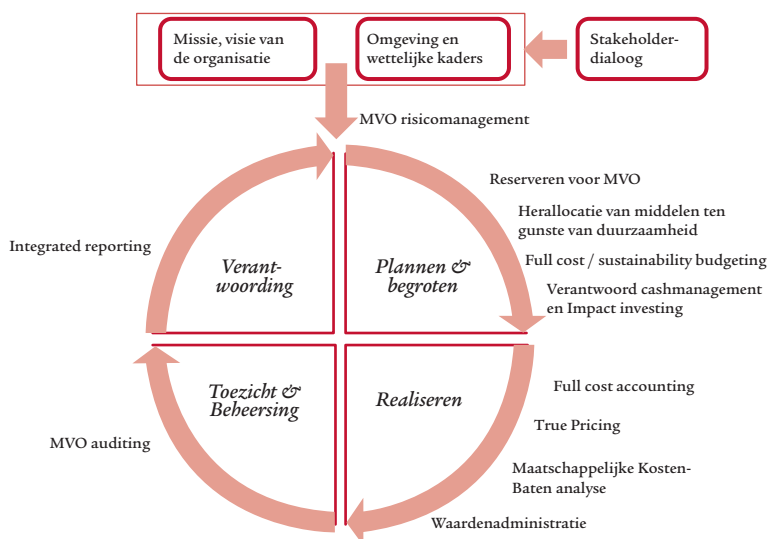 Missie, visie van
de organisatie
Omgeving en
wettelijke kaders
Stakeholder-
dialoog
MVO risicomanagement
Reserveren voor MVO
Herallocatie van middelen ten
gunste van duurzaamheid
Full cost / sustainability budgeting
Verantwoord cashmanagement
en Impact investing
Integrated reporting
Verant-
woording
Plannen &
begroten
Toezicht &
Beheersing
Realiseren
Full cost accounting
True Pricing
Maatschappelijke Kosten-
Baten analyse
Waardenadministratie
MVO auditing